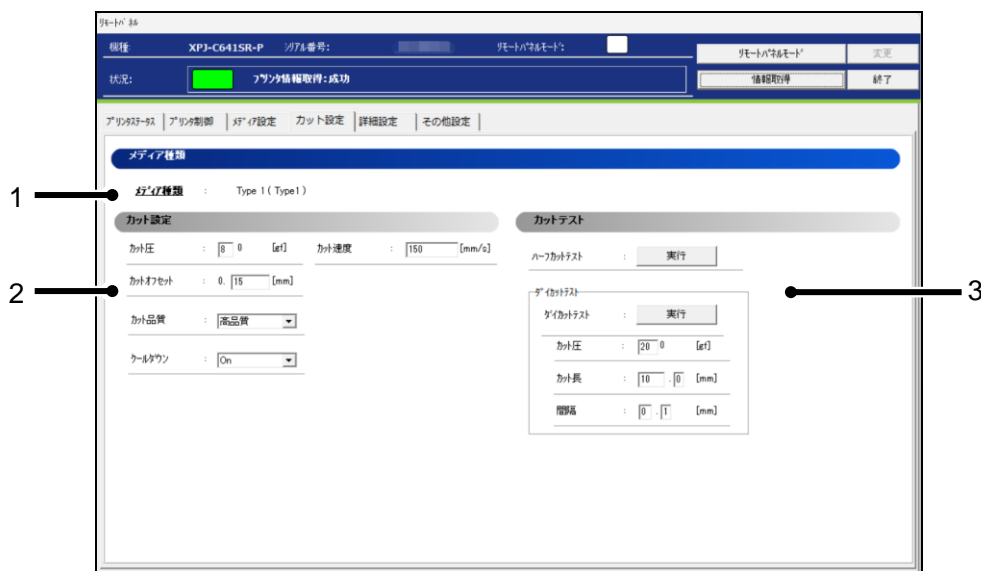 リモートパネル
機種: XPJ-C641SR-P シリアル番号: リモートパネルモード:
リモートパネルモード 変更
状況: プリンタ情報取得:成功
情報取得 終了
プリンタステータス プリンタ制御 メディア設定 カット設定 詳細設定 その他設定
メディア種類
1
メディア種類 : Type 1 ( Type1 )
カット設定 カットテスト
カット圧 : 8 0 [gf] カット速度 : 150 [mm/s]
ハーフカットテスト : 実行
2
カットオフセット : 0. 15 [mm]
3
ダイカットテスト
カット品質 : 高品質
ダイカットテスト : 実行
クールダウン : On
カット圧 : 20 0 [gf]
カット長 : 10 . 0 [mm]
間隔 : 0 . 1 [mm]